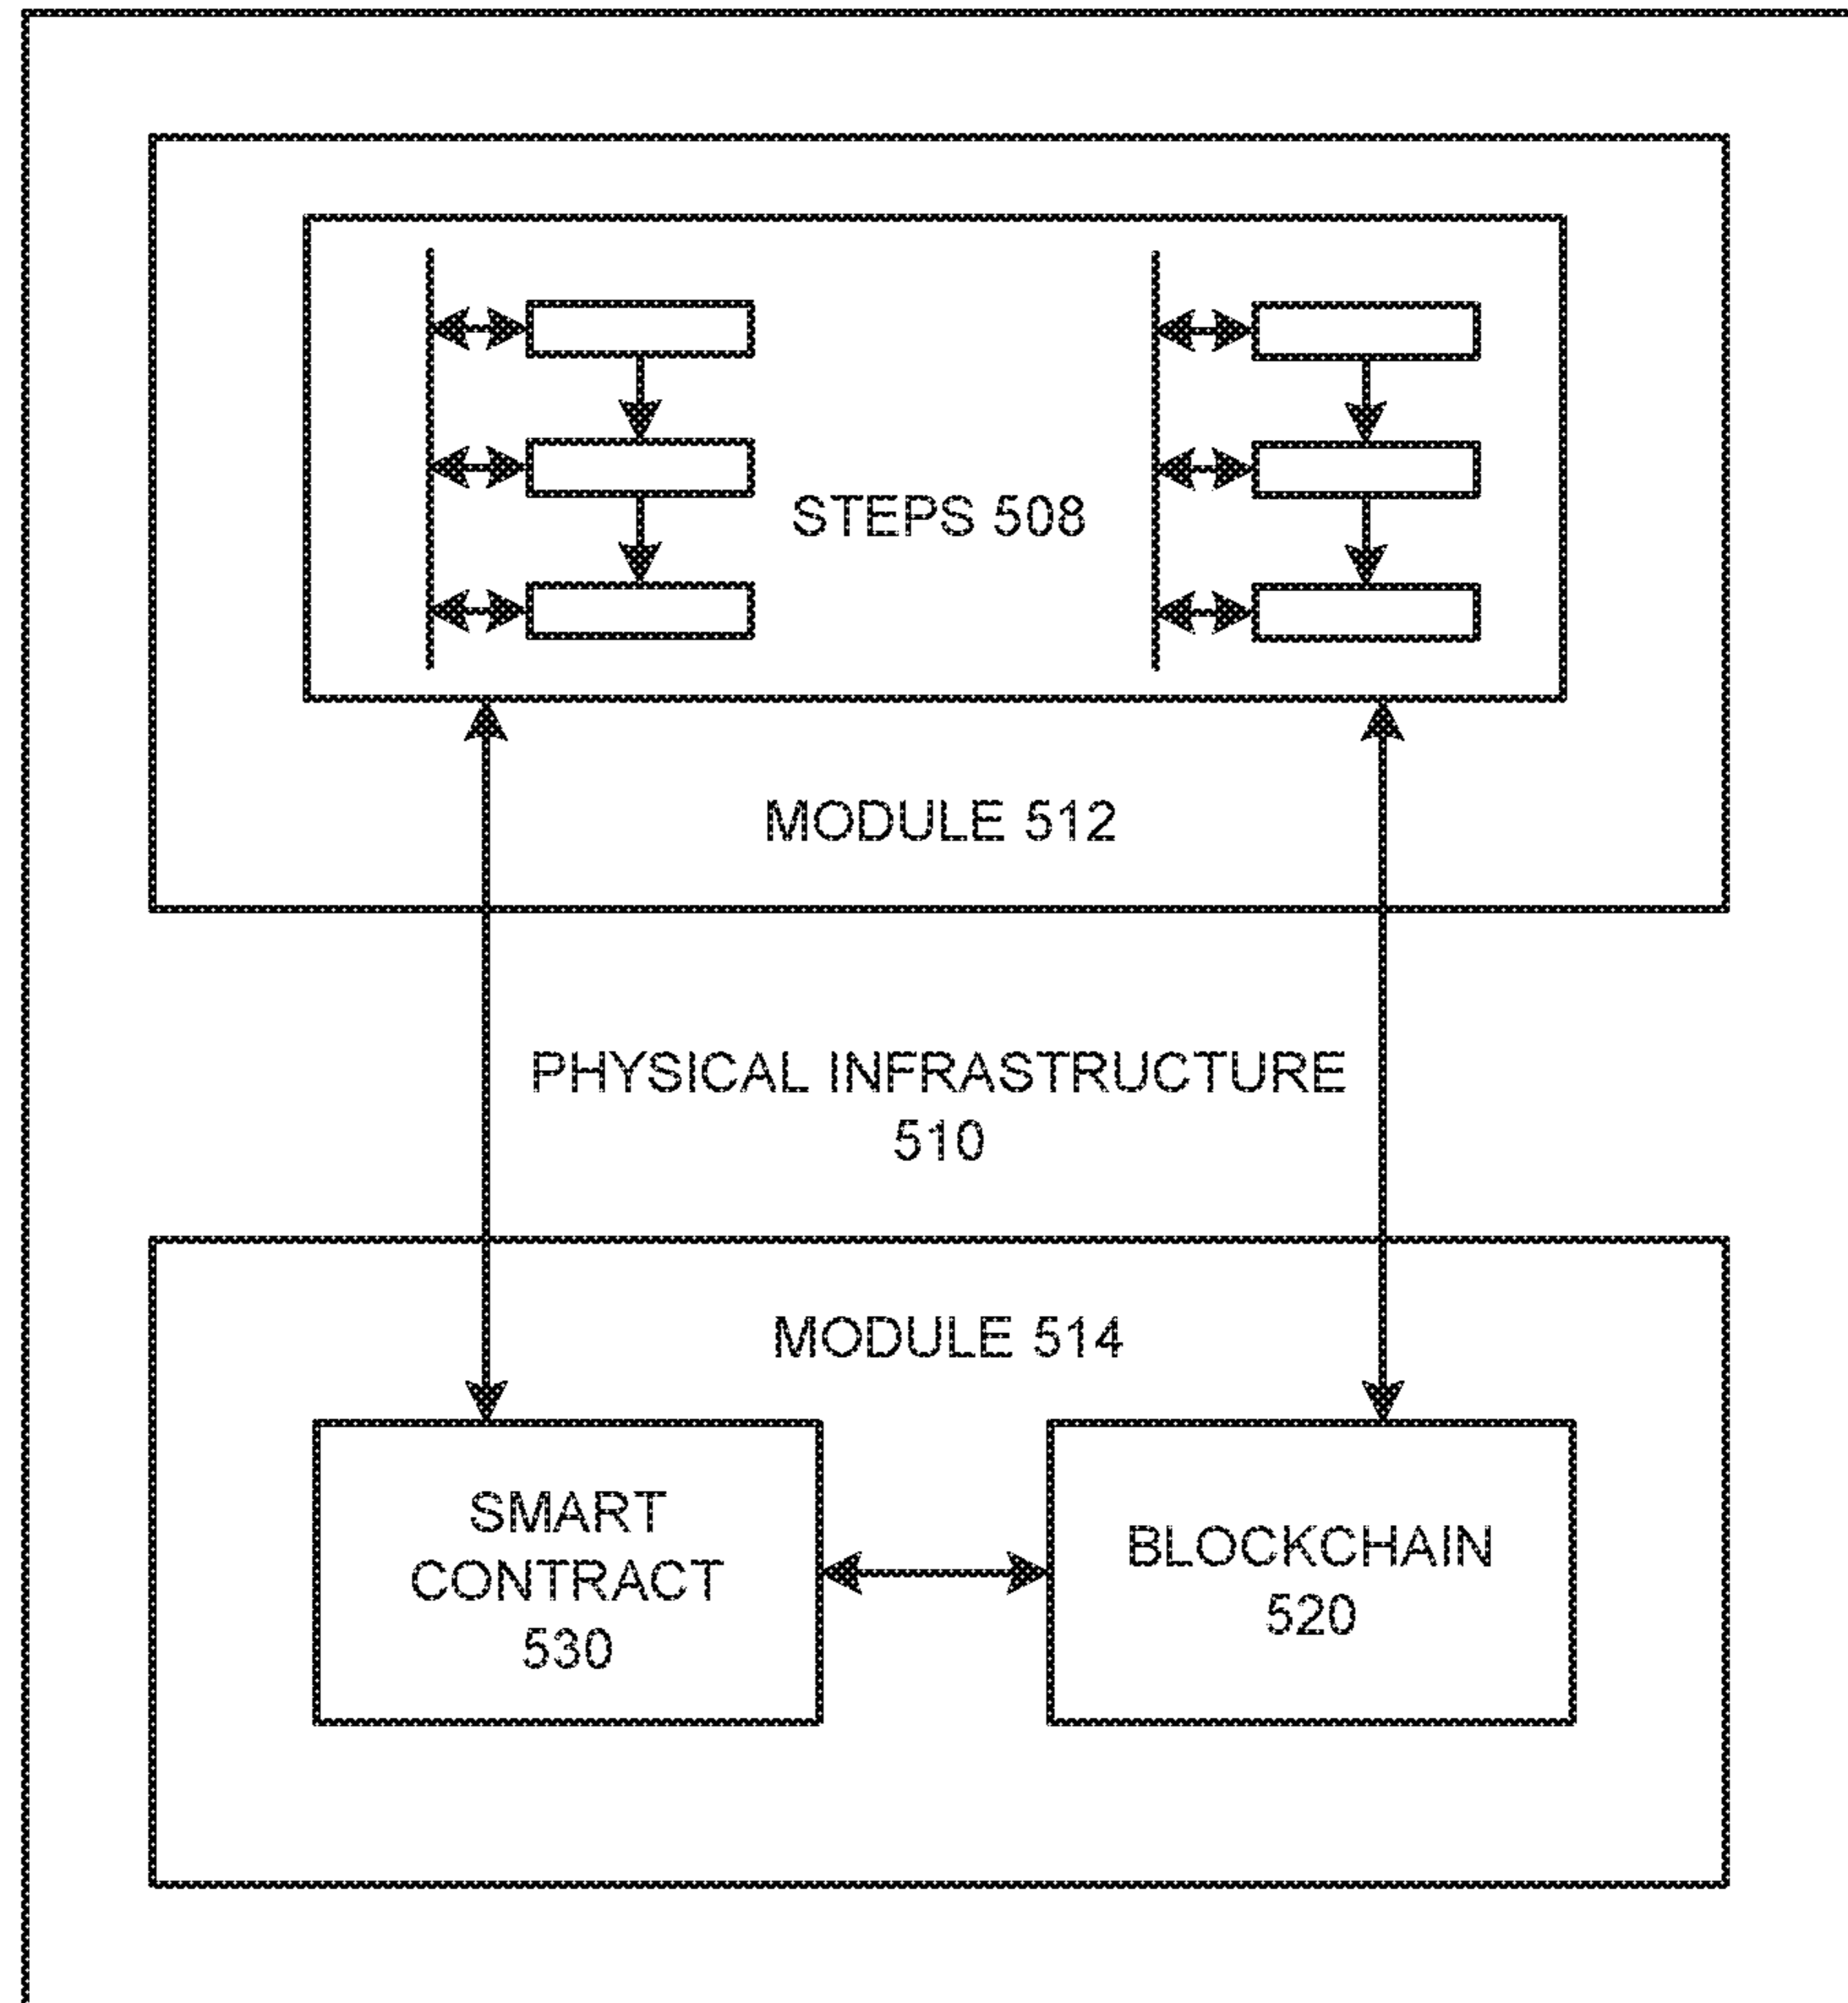 STEPS 508
MODULE 512
PHYSICAL INFRASTRUCTURE
510
MODULE 514
SMART
CONTRACT
530
BLOCKCHAIN
520